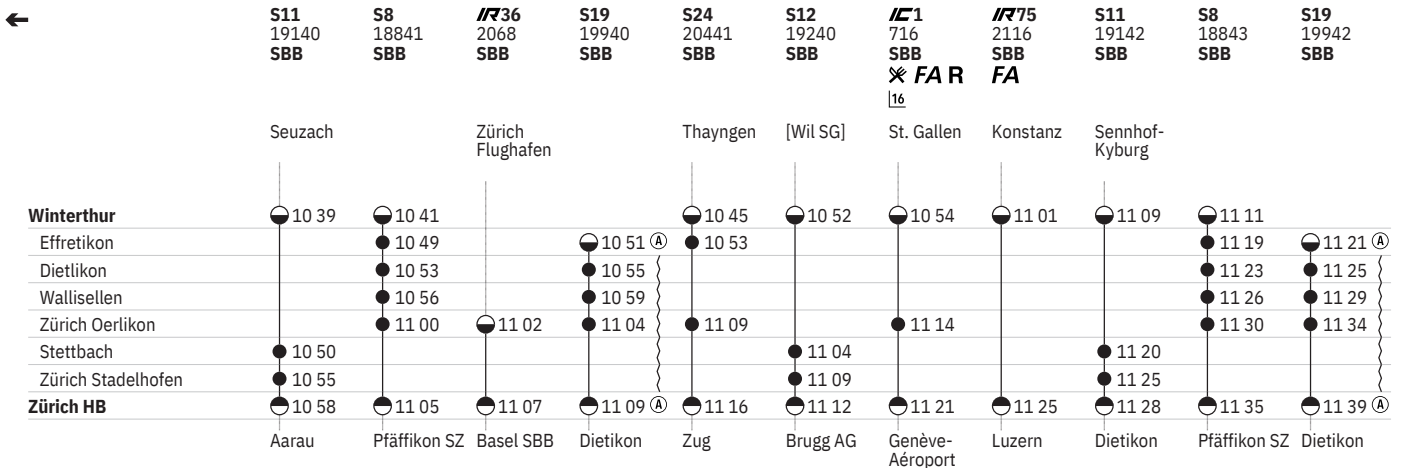 S11 S8 IR36 S19 S24 S12 IC1 IR75 S11 S8 S19
19140 18841 2068 19940 20441 19240 716 2116 19142 18843 19942
SBB SBB SBB SBB SBB SBB SBB SBB SBB SBB SBB
FA R FA
16
Seuzach Zürich Thayngen [Wil SG] St. Gallen Konstanz Sennhof-
Flughafen Kyburg
Winterthur 10 39 10 41 10 45 10 52 10 54 11 01 11 09 11 11
Effretikon 10 49 10 51 A 10 53 11 19 11 21 A
Dietlikon 10 53 10 55 11 23 11 25
Wallisellen 10 56 10 59 11 26 11 29
Zürich Oerlikon 11 00 11 02 11 04 11 09 11 14 11 30 11 34
Stettbach 10 50 11 04 11 20
Zürich Stadelhofen 10 55 11 09 11 25
Zürich HB 10 58 11 05 11 07 11 09 A 11 16 11 12 11 21 11 25 11 28 11 35 11 39 A
Aarau Pfäffikon SZ Basel SBB Dietikon Zug Brugg AG Genève- Luzern Dietikon Pfäffikon SZ Dietikon
Aéroport